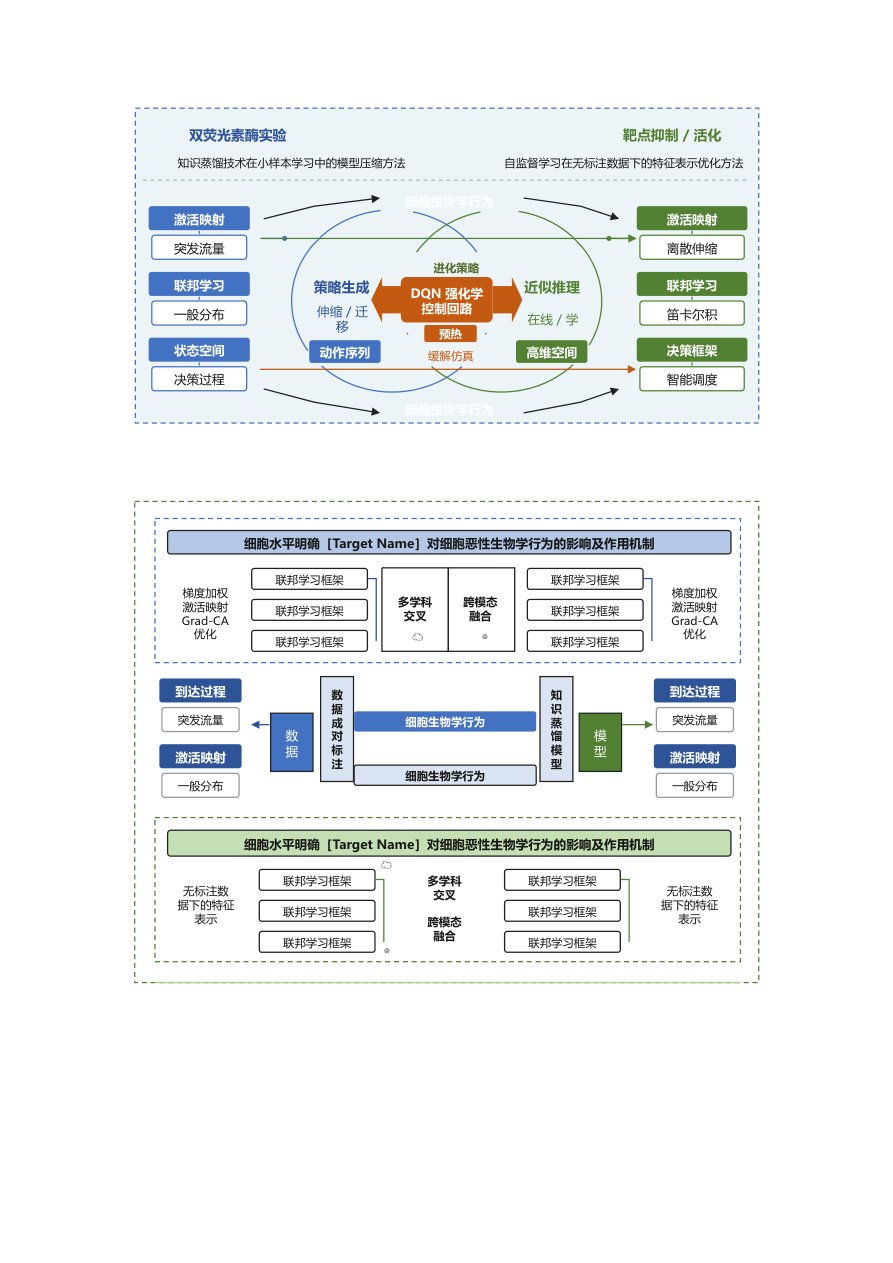 双荧光素酶实验
靶点抑制 / 活化
知识蒸馏技术在小样本学习中的模型压缩方法
自监督学习在无标注数据下的特征表示优化方法
细胞生物学行为
激活映射
突发流量
联邦学习
一般分布
状态空间
决策过程
策略生成
伸缩 / 迁
移
动作序列
进化策略
DQN 强化学
控制回路
预热
缓解仿真
近似推理
在线 / 学
高维空间
激活映射
离散伸缩
联邦学习
笛卡尔积
决策框架
智能调度
细胞生物学行为
细胞水平明确［Target Name］对细胞恶性生物学行为的影响及作用机制
梯度加权
激活映射
Grad-CA
优化
联邦学习框架
联邦学习框架
联邦学习框架
多学科
交叉
跨模态
融合
联邦学习框架
联邦学习框架
联邦学习框架
梯度加权
激活映射
Grad-CA
优化
到达过程
突发流量
激活映射
一般分布
数据
数据成对标注
细胞生物学行为
细胞生物学行为
知识蒸馏模型
模型
到达过程
突发流量
激活映射
一般分布
细胞水平明确［Target Name］对细胞恶性生物学行为的影响及作用机制
无标注数
据下的特征
表示
联邦学习框架
联邦学习框架
联邦学习框架
多学科
交叉
跨模态
融合
联邦学习框架
联邦学习框架
联邦学习框架
无标注数
据下的特征
表示